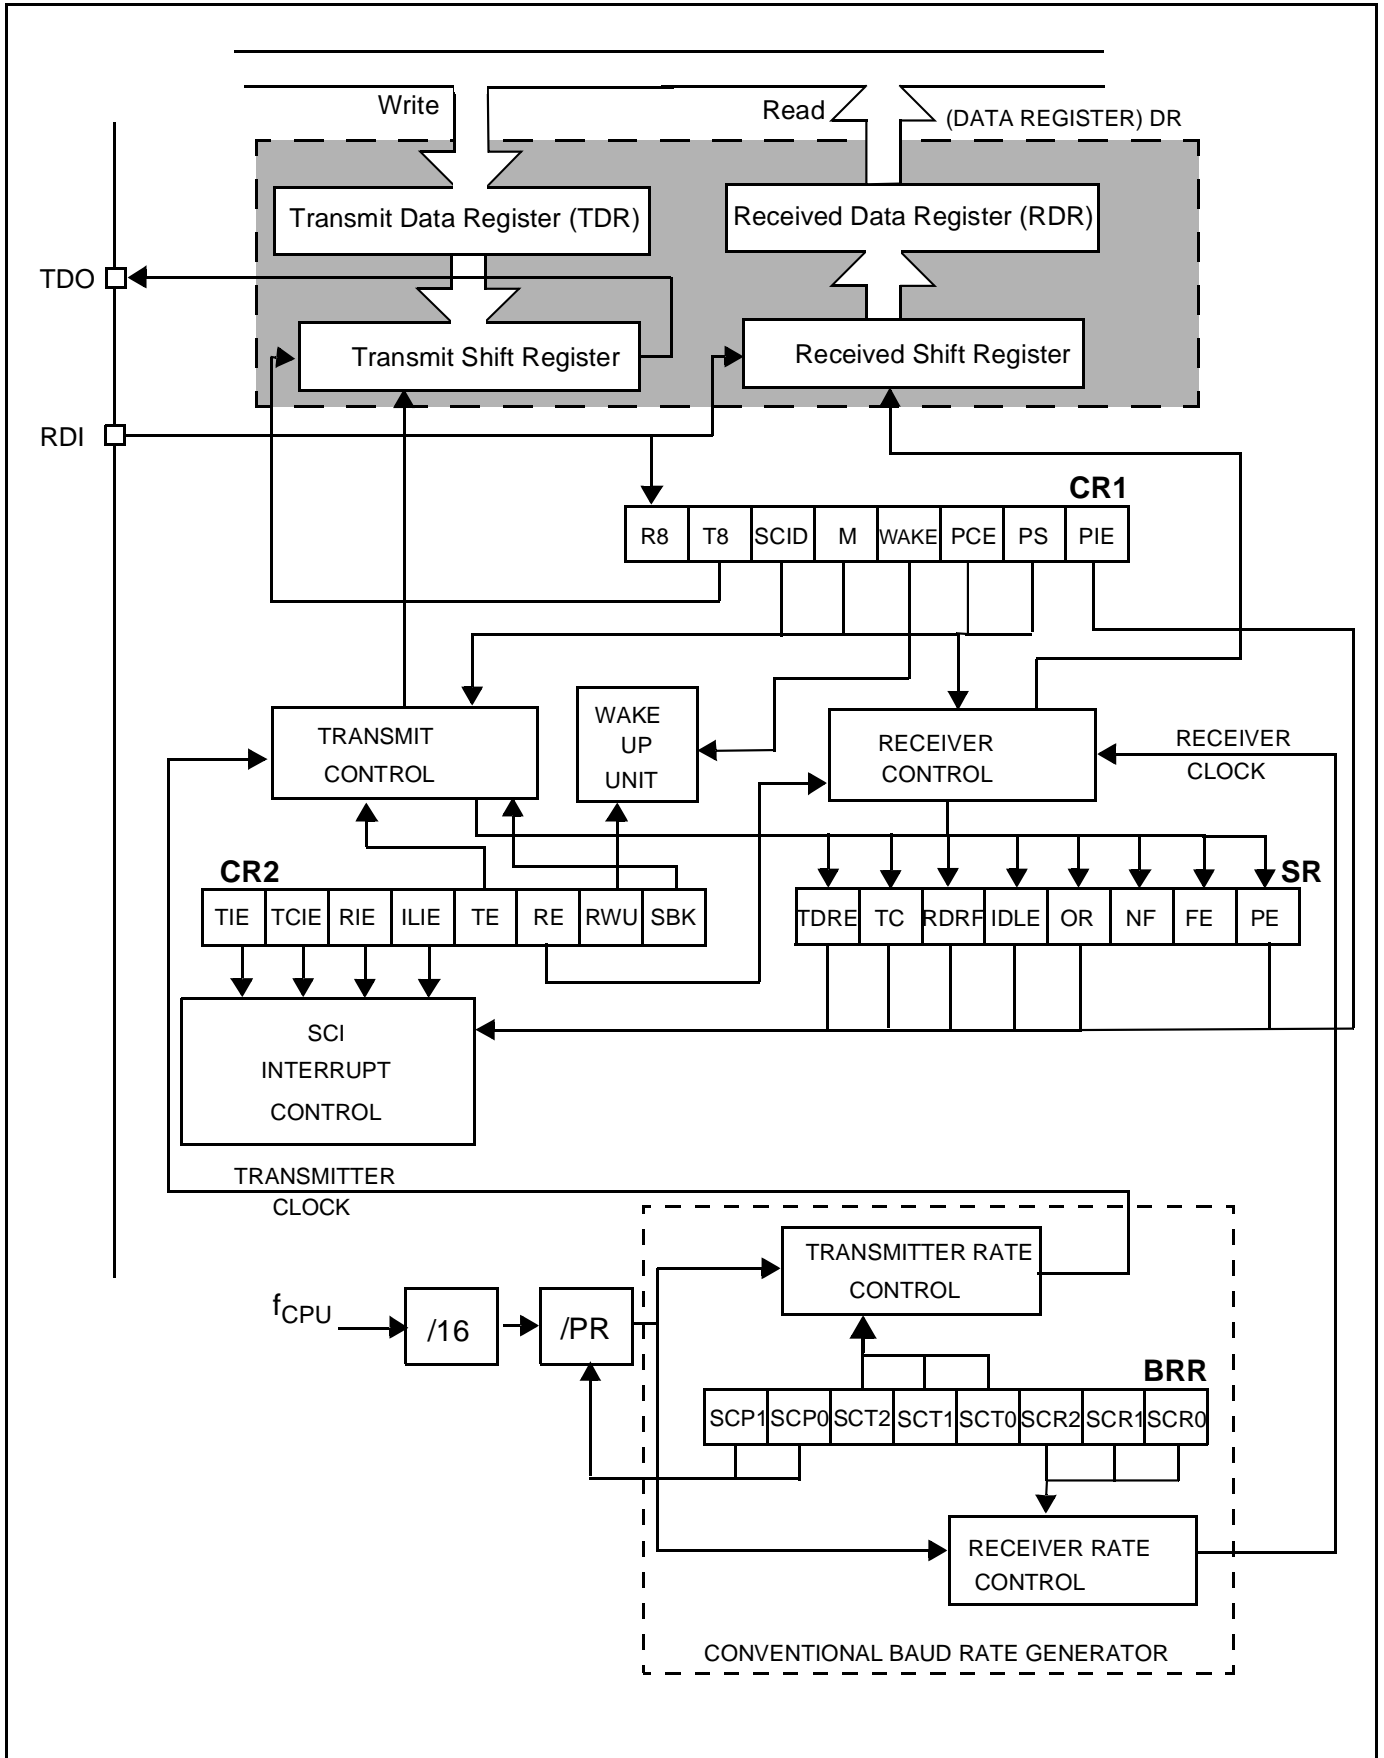 Write
Read
(DATA REGISTER) DR
Transmit Data Register (TDR)
Received Data Register (RDR)
TDO
Transmit Shift Register
Received Shift Register
RDI
CR1
R8 T8 SCID M WAKE PCE PS PIE
TRANSMIT
CONTROL
WAKE
UP
UNIT
RECEIVER
CONTROL
RECEIVER
CLOCK
CR2
TIE TCIE RIE ILIE TE RE RWU SBK
SR
TDRE TC RDRF IDLE OR NF FE PE
SCI
INTERRUPT
CONTROL
TRANSMITTER
CLOCK
TRANSMITTER RATE
CONTROL
fCPU
/16
/PR
BRR
SCP1 SCP0 SCT2 SCT1 SCT0 SCR2 SCR1 SCR0
RECEIVER RATE
CONTROL
CONVENTIONAL BAUD RATE GENERATOR